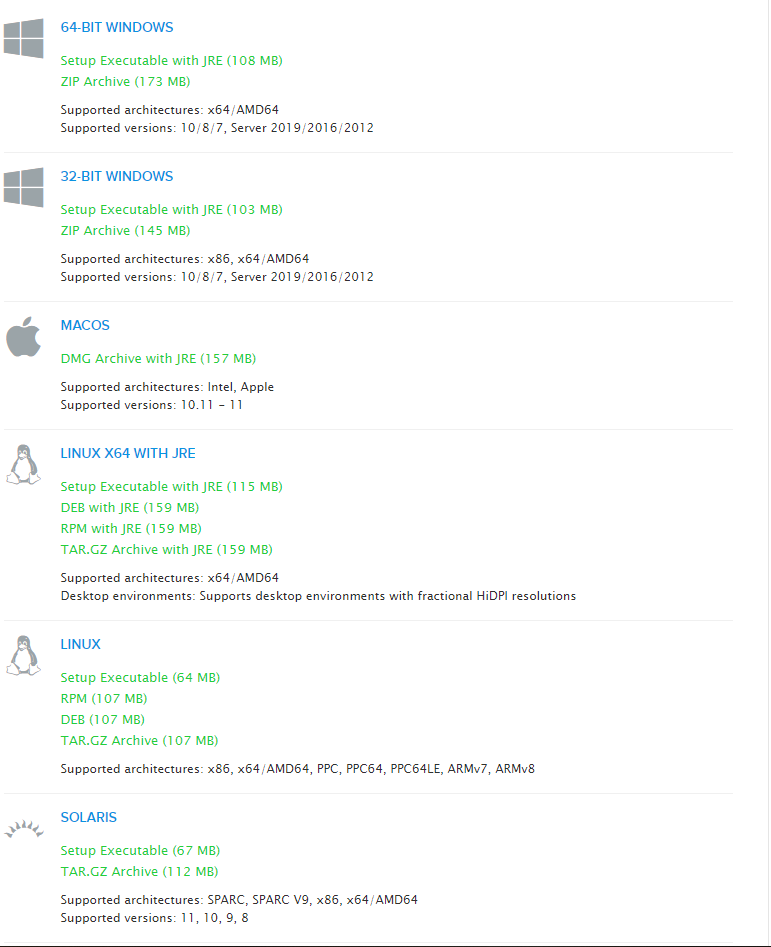 64-BIT WINDOWS
Setup Executable with JRE (108 MB)
ZIP Archive (173 MB)
Supported architectures: x64/AMD64
Supported versions: 10/8/7, Server 2019/2016/2012
32-BIT WINDOWS
Setup Executable with JRE (103 MB)
ZIP Archive (145 MB)
Supported architectures: x86, x64/AMD64
Supported versions: 10/8/7, Server 2019/2016/2012
MACOS
DMG Archive with JRE (157 MB)
Supported architectures: Intel, Apple
Supported versions: 10.11 – 11
LINUX X64 WITH JRE
Setup Executable with JRE (115 MB)
DEB with JRE (159 MB)
RPM with JRE (159 MB)
TAR.GZ Archive with JRE (159 MB)
Supported architectures: x64/AMD64
Desktop environments: Supports desktop environments with fractional HiDPI resolutions
LINUX
Setup Executable (64 MB)
RPM (107 MB)
DEB (107 MB)
TAR.GZ Archive (107 MB)
Supported architectures: x86, x64/AMD64, PPC, PPC64, PPC64LE, ARMv7, ARMv8
SOLARIS
Setup Executable (67 MB)
TAR.GZ Archive (112 MB)
Supported architectures: SPARC, SPARC V9, x86, x64/AMD64
Supported versions: 11, 10, 9, 8